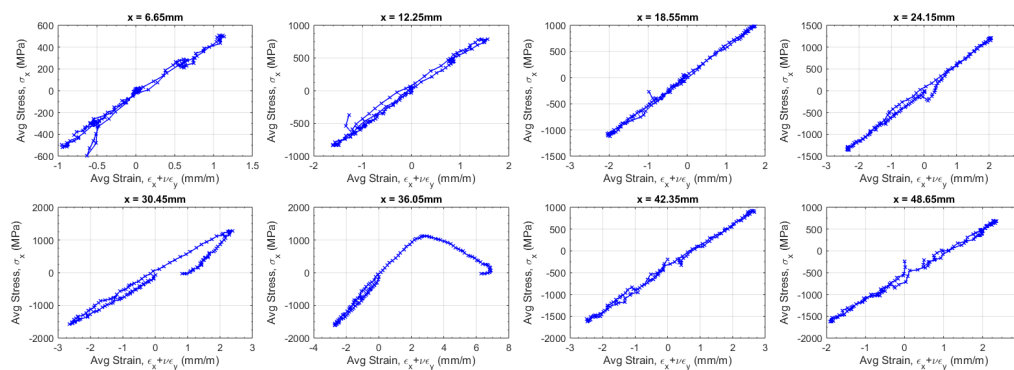 x = 6.65mm
Avg Stress, σx (MPa)
600
400
200
0
-200
-400
600
-1 -0.5 0 0.5 1 1.5
Avg Strain, ϵx+νϵy (mm/m)
x = 12.25mm
Avg Stress, σx (MPa)
1000
500
0
-500
-1000
-2 -1 0 1 2
Avg Strain, ϵx+νϵy (mm/m)
x = 18.55mm
Avg Stress, σx (MPa)
1000
500
0
-500
-1000
-1500
-3 -2 -1 0 1 2
Avg Strain, ϵx+νϵy (mm/m)
x = 24.15mm
Avg Stress, σx (MPa)
1500
1000
500
0
-500
-1000
-1500
-3 -2 -1 0 1 2 3
Avg Strain, ϵx+νϵy (mm/m)
x = 30.45mm
Avg Stress, σx (MPa)
2000
1000
0
-1000
-2000
-3 -2 -1 0 1 2 3
Avg Strain, ϵx+νϵy (mm/m)
x = 36.05mm
Avg Stress, σx (MPa)
2000
1000
0
-1000
-2000
-4 -2 0 2 4 6 8
Avg Strain, ϵx+νϵy (mm/m)
x = 42.35mm
Avg Stress, σx (MPa)
1000
500
0
-500
-1000
-1500
-2000
-3 -2 -1 0 1 2 3
Avg Strain, ϵx+νϵy (mm/m)
x = 48.65mm
Avg Stress, σx (MPa)
1000
500
0
-500
-1000
-1500
-2000
-2 -1 0 1 2
Avg Strain, ϵx+νϵy (mm/m)